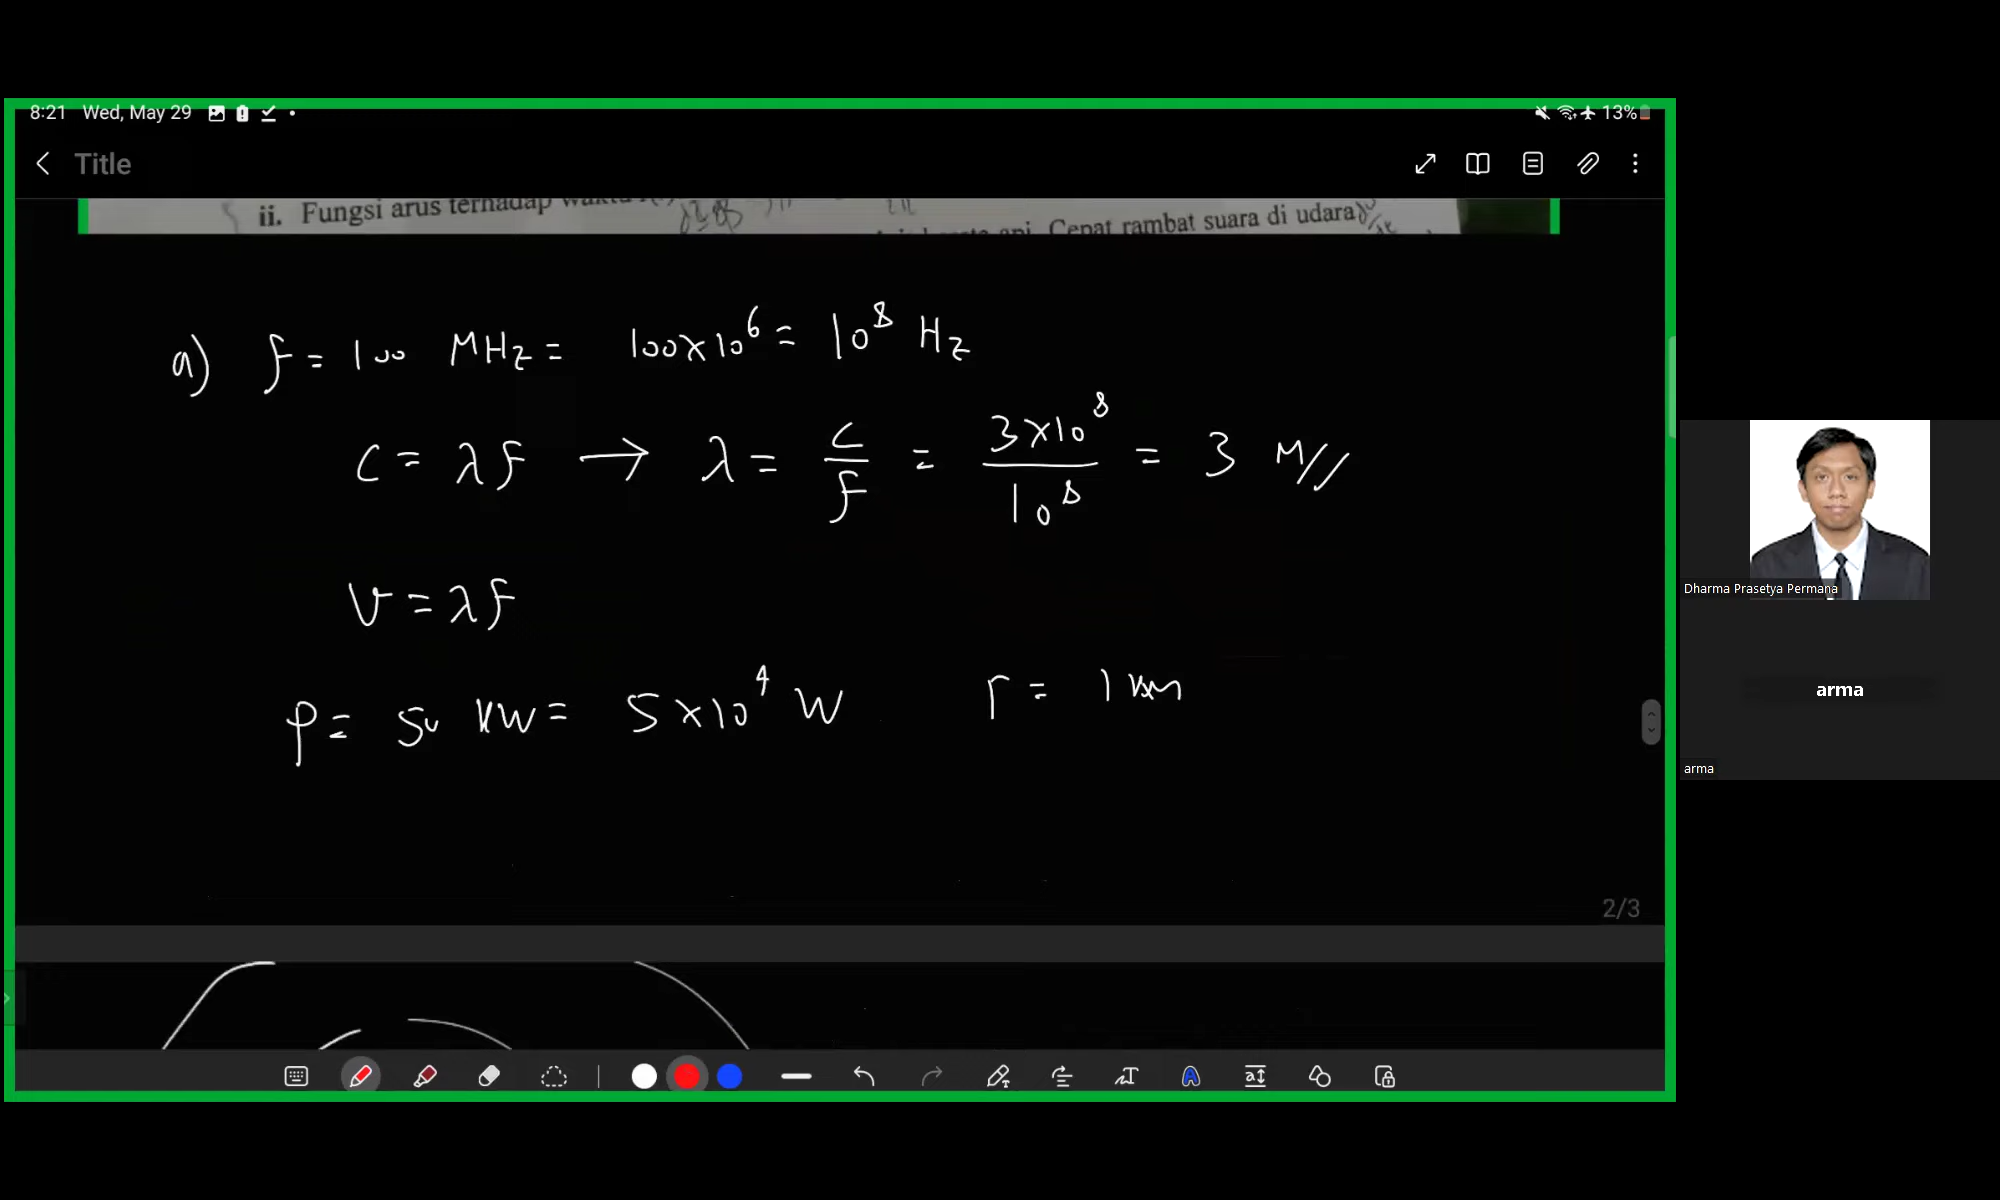 8:21 Wed, May 29
13%
Title
ii. Fungsi arus terhadap waktu
api. Cepat rambat suara di udara
a) f = 100 MHz = 100×10⁶ = 10⁸ Hz
c = λf → λ = c/f = 3×10⁸/10⁸ = 3 m//
v = λf
P = 50 kW = 5×10⁴ W r = 1 km
2/3
Dharma Prasetya Permana
arma
arma